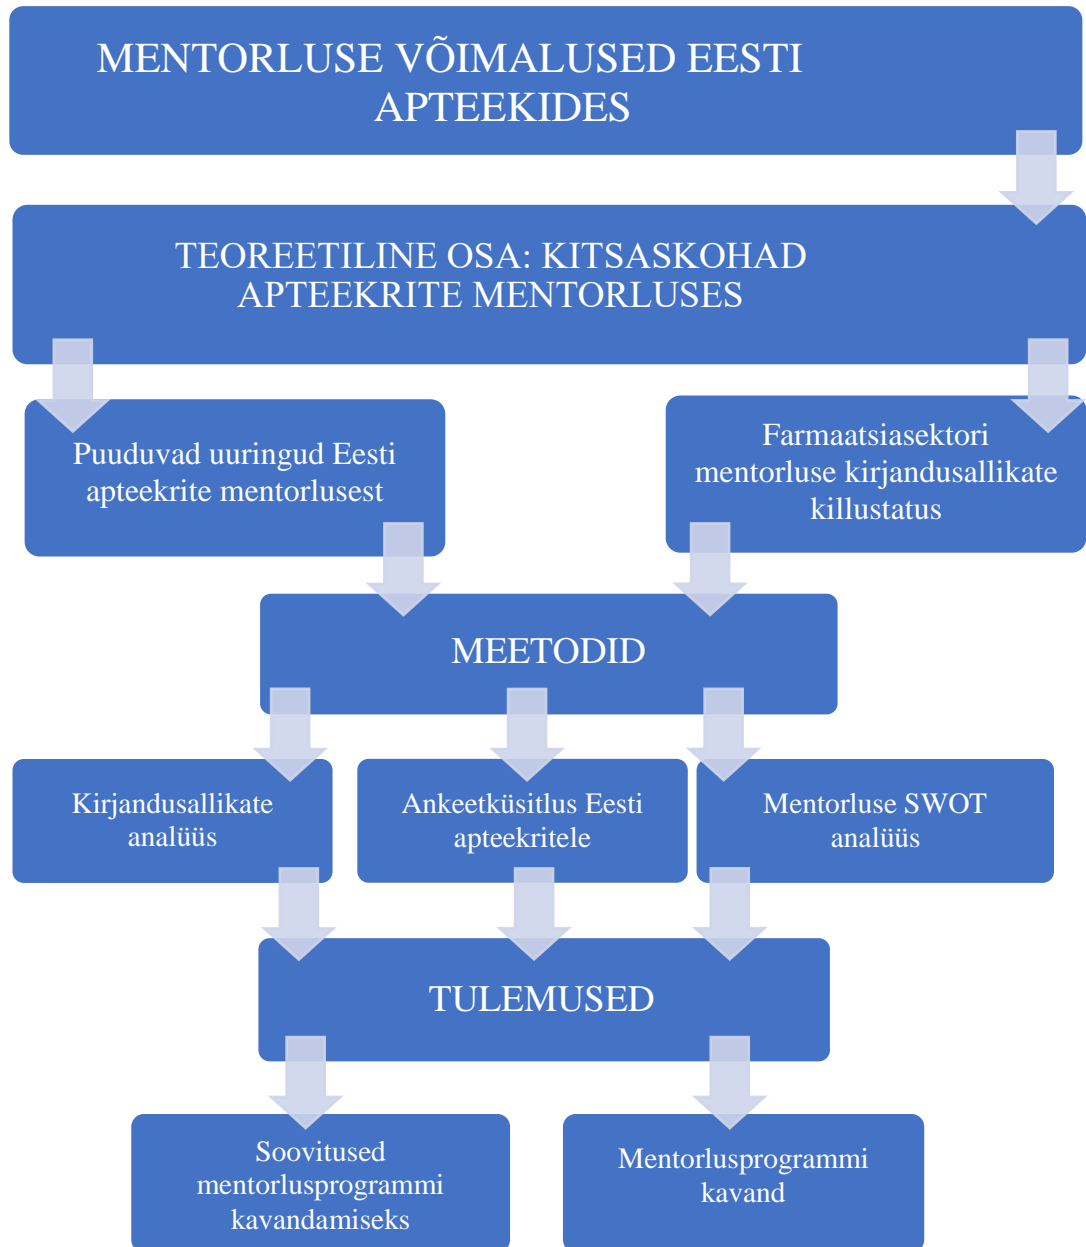 MENTORLUSE VÕIMALUSED EESTI
APTEEKIDES
TEOREETILINE OSA: KITSASKOHAD
APTEEKRITE MENTORLUSES
Puuduvad uuringud Eesti
apteekrite mentorlusest
Farmaatsiasektori
mentorluse kirjandusallikate
killustatus
MEETODID
Kirjandusallikate
analüüs
Ankeetküsitlus Eesti
apteekritele
Mentorluse SWOT
analüüs
TULEMUSED
Soovitused
mentorlusprogrammi
kavandamiseks
Mentorlusprogrammi
kavand